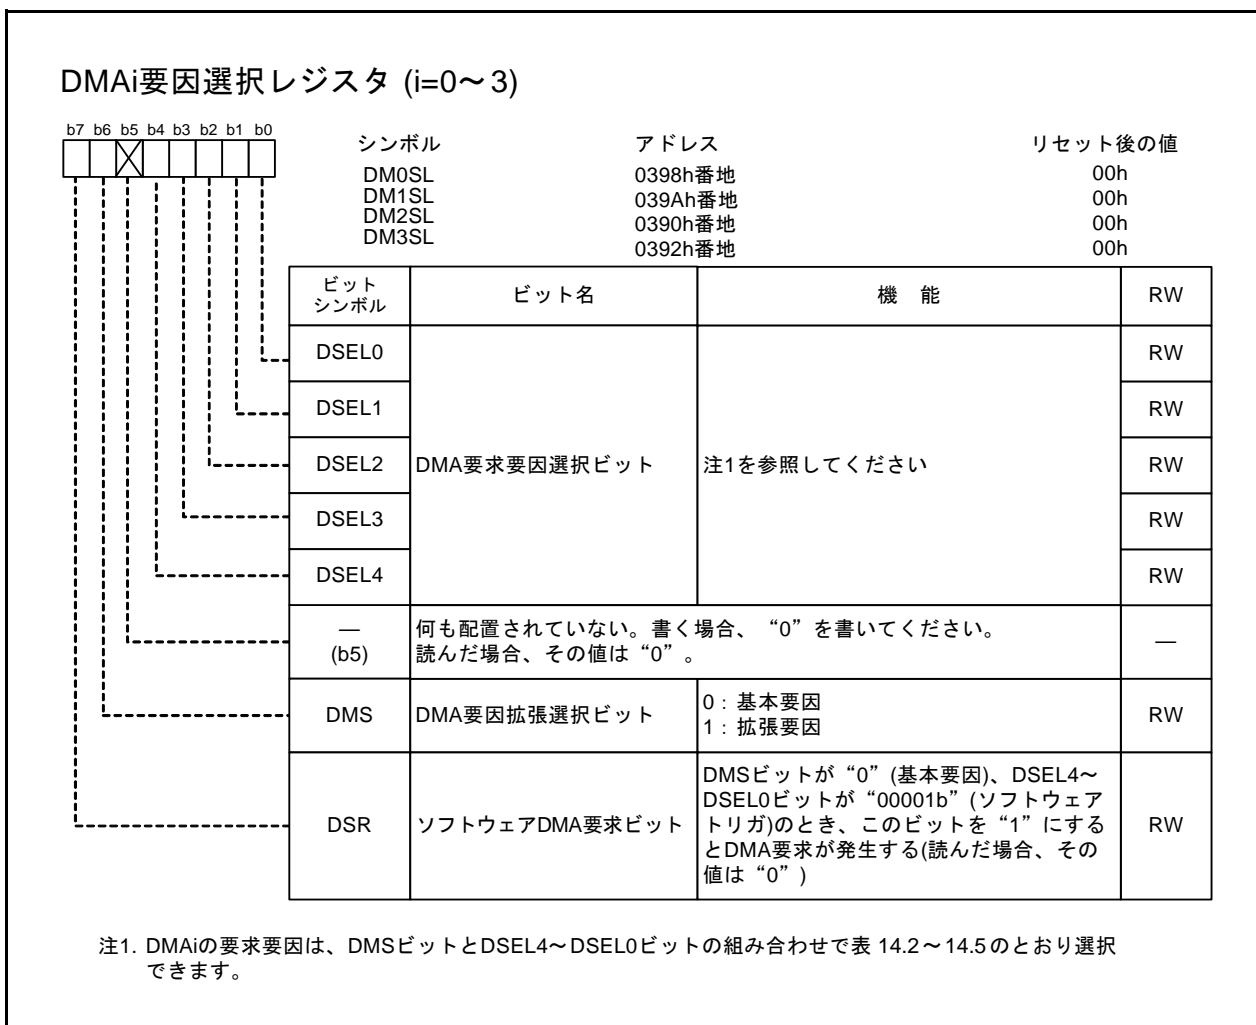 DMAi要因選択レジスタ (i=0～3)
b7 b6 b5 b4 b3 b2 b1 b0
シンボル アドレス リセット後の値
DM0SL 0398h番地 00h
DM1SL 039Ah番地 00h
DM2SL 0390h番地 00h
DM3SL 0392h番地 00h
ビット
シンボル ビット名 機 能 RW
DSEL0 RW
DSEL1 RW
DSEL2 DMA要求要因選択ビット 注1を参照してください RW
DSEL3 RW
DSEL4 RW
—
(b5) 何も配置されていない。書く場合、“0”を書いてください。
読んだ場合、その値は“0”。 —
DMS DMA要因拡張選択ビット 0：基本要因
1：拡張要因 RW
DSR ソフトウェアDMA要求ビット DMSビットが“0”(基本要因)、DSEL4～
DSEL0ビットが“00001b”(ソフトウェア
トリガ)のとき、このビットを“1”にする
とDMA要求が発生する(読んだ場合、その
値は“0”) RW
注1. DMAiの要求要因は、DMSビットとDSEL4～DSEL0ビットの組み合わせで表 14.2～14.5のとおり選択
できます。